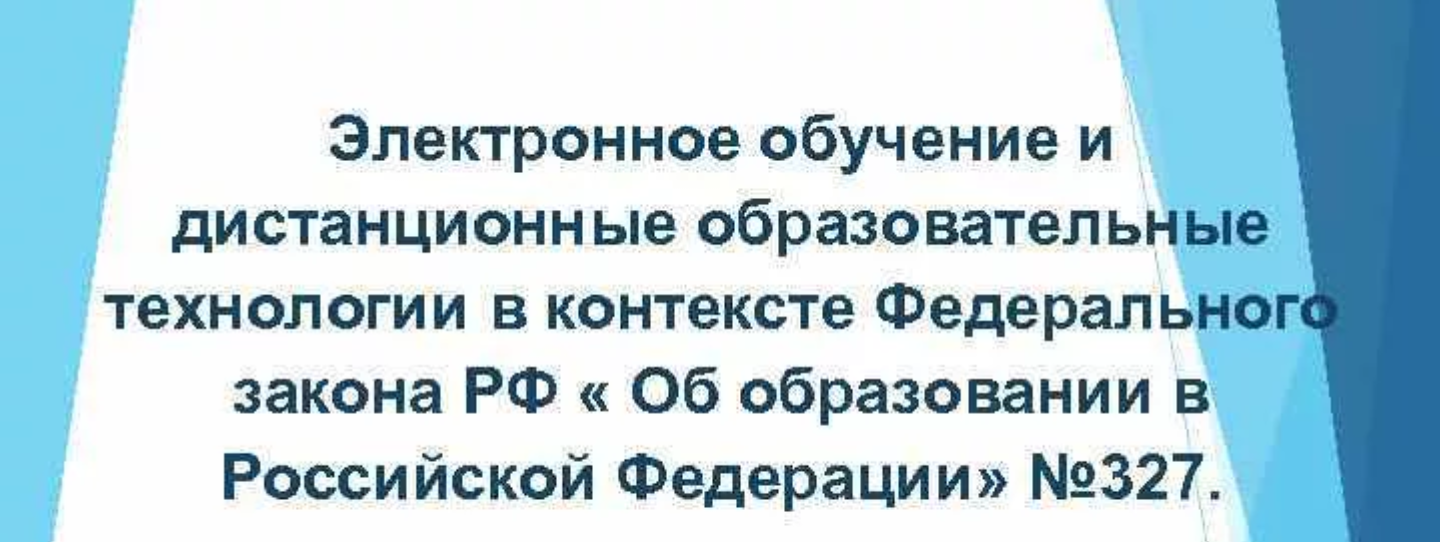 Электронное обучение и
дистанционные образовательные
технологии в контексте Федерального
закона РФ « Об образовании в
Российской Федерации» №327.